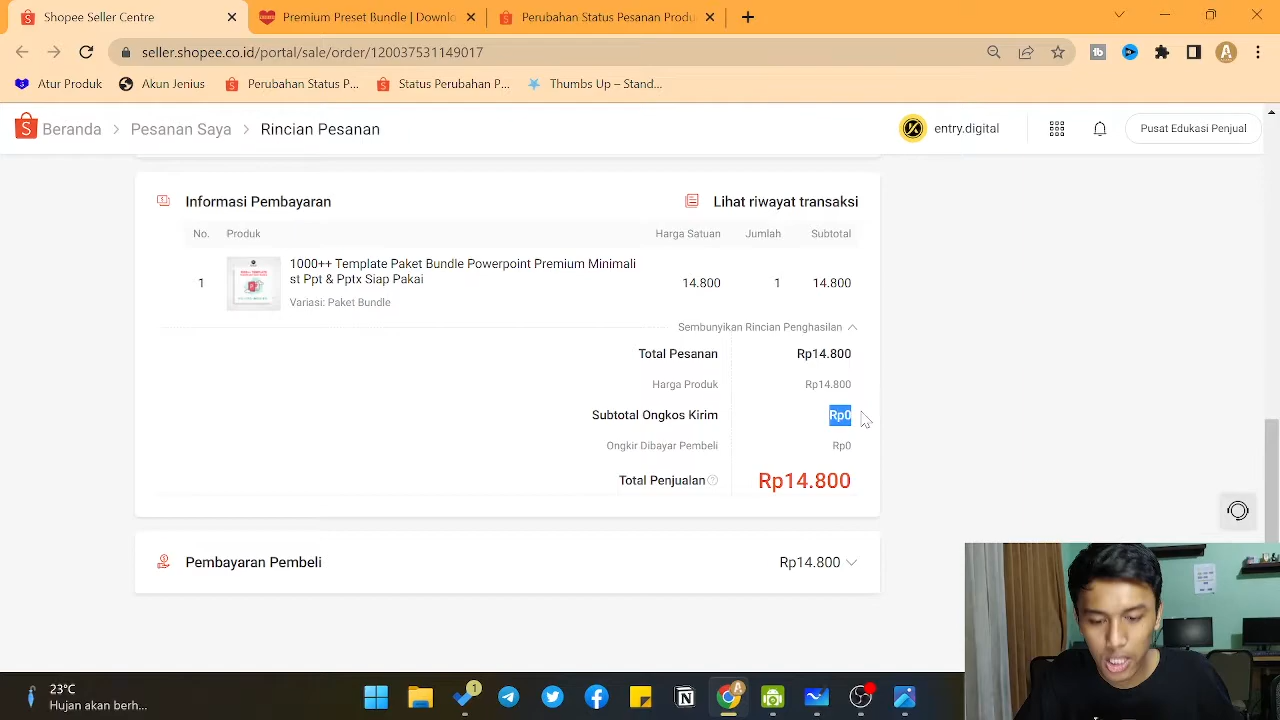 Shopee Seller Centre
Premium Preset Bundle | Downlo
Perubahan Status Pesanan Produ
seller.shopee.co.id/portal/sale/order/120037531149017
Atur Produk
Akun Jenius
Perubahan Status P...
Status Perubahan P...
Thumbs Up – Stand...
Beranda > Pesanan Saya > Rincian Pesanan
entry.digital
Pusat Edukasi Penjual
Informasi Pembayaran
Lihat riwayat transaksi
No. Produk Harga Satuan Jumlah Subtotal
1000++ Template Paket Bundle Powerpoint Premium Minimali
st Ppt & Pptx Siap Pakai
1 14.800 1 14.800
Variasi: Paket Bundle
Sembunyikan Rincian Penghasilan
Total Pesanan Rp14.800
Harga Produk Rp14.800
Subtotal Ongkos Kirim Rp0
Ongkir Dibayar Pembeli Rp0
Total Penjualan Rp14.800
Pembayaran Pembeli Rp14.800
23°C
Hujan akan berh...
1